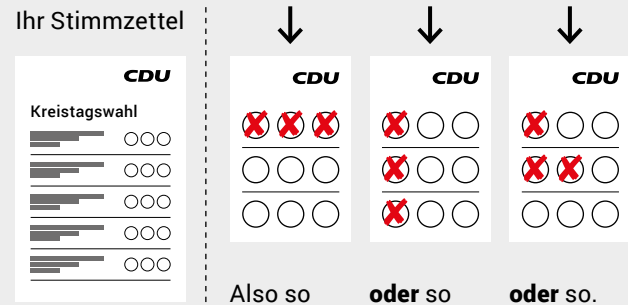 Ihr Stimmzettel
CDU
Kreistagswahl
CDU
CDU
CDU
Also so
oder so
oder so.